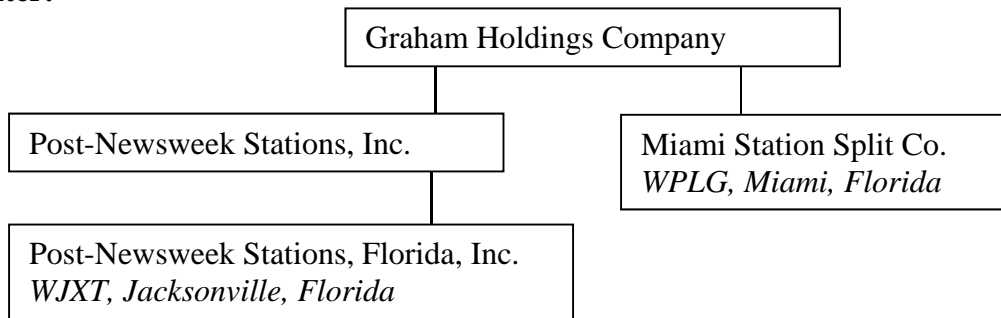 Graham Holdings Company
Post-Newsweek Stations, Inc.
Miami Station Split Co.
WPLG, Miami, Florida
Post-Newsweek Stations, Florida, Inc.
WJXT, Jacksonville, Florida